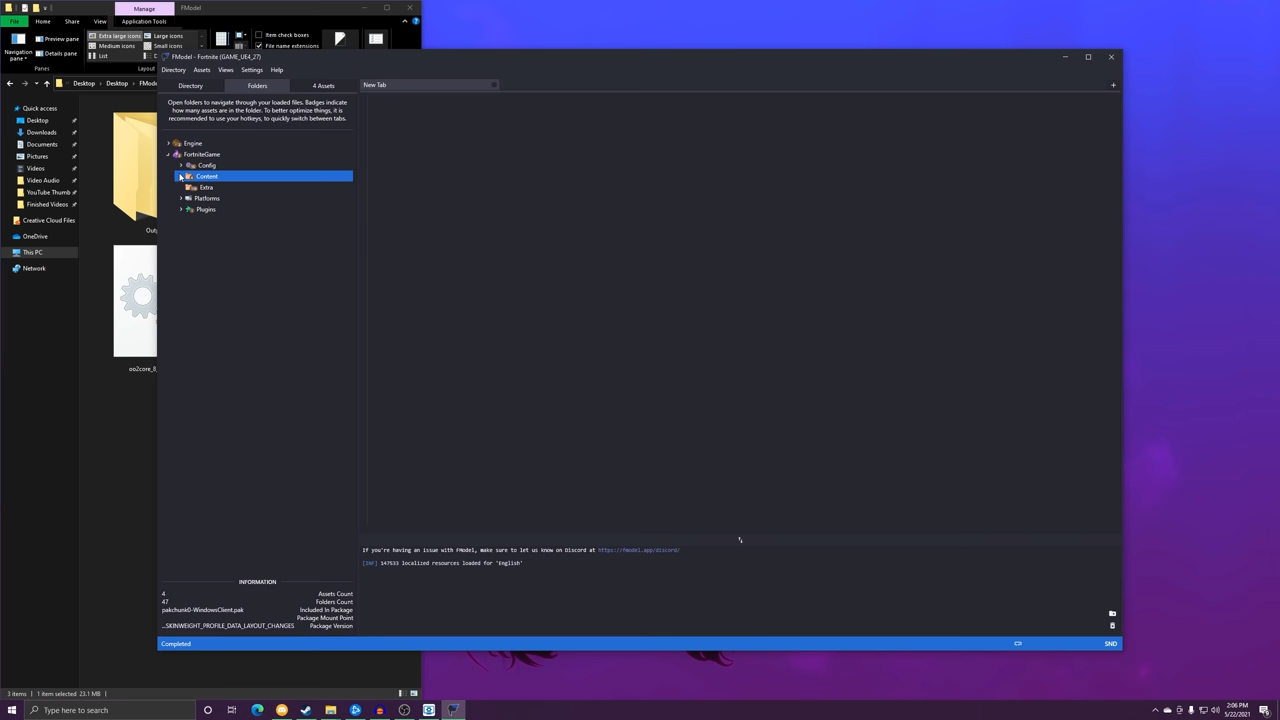 Manage
FModel
File
Home
Share
View
Application Tools
Navigation pane
Preview pane
Details pane
Panes
Extra large icons
Large icons
Medium icons
Small icons
List
Layout
Item check boxes
File name extensions
Desktop
Desktop
Quick access
Desktop
Downloads
Documents
Pictures
Videos
Video Audio
YouTube Thumb
Finished Videos
Creative Cloud Files
OneDrive
This PC
Network
3 items
1 item selected 23.1 MB
FModel - Fortnite (GAME_UE4_27)
Directory
Assets
Views
Settings
Help
Directory
Folders
4 Assets
Open folders to navigate through your loaded files. Badges indicate
how many assets are in the folder. To better optimize things, it is
recommended to use your hotkeys, to quickly switch between tabs.
Engine
FortniteGame
Config
Content
Extra
Platforms
Plugins
New Tab
If you're having an issue with FModel, make sure to let us know on Discord at https://fmodel.app/discord/
[INF] 147533 localized resources loaded for 'English'
INFORMATION
4 Assets Count
47 Folders Count
pakchunk0-WindowsClient.pak Included In Package
Package Mount Point
...SKINWEIGHT_PROFILE_DATA_LAYOUT_CHANGES Package Version
Completed
SND
Type here to search
2:06 PM
5/22/2021